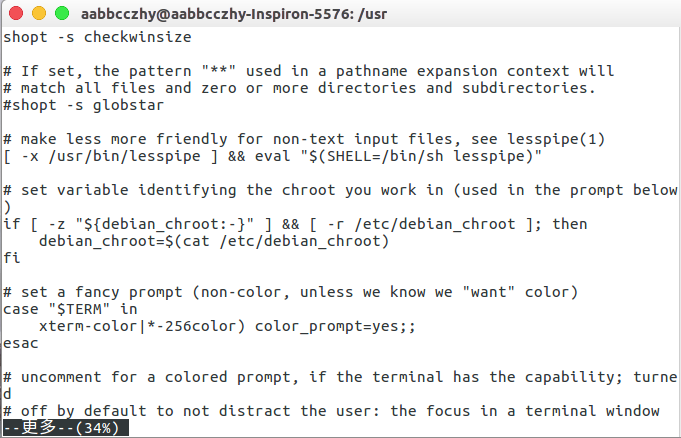 aabbcczhy@aabbcczhy-Inspiron-5576: /usr
shopt -s checkwinsize

# If set, the pattern "**" used in a pathname expansion context will
# match all files and zero or more directories and subdirectories.
#shopt -s globstar

# make less more friendly for non-text input files, see lesspipe(1)
[ -x /usr/bin/lesspipe ] && eval "$(SHELL=/bin/sh lesspipe)"

# set variable identifying the chroot you work in (used in the prompt below
)
if [ -z "${debian_chroot:-}" ] && [ -r /etc/debian_chroot ]; then
    debian_chroot=$(cat /etc/debian_chroot)
fi

# set a fancy prompt (non-color, unless we know we "want" color)
case "$TERM" in
    xterm-color|*-256color) color_prompt=yes;;
esac

# uncomment for a colored prompt, if the terminal has the capability; turne
d
# off by default to not distract the user: the focus in a terminal window
--更多--(34%)